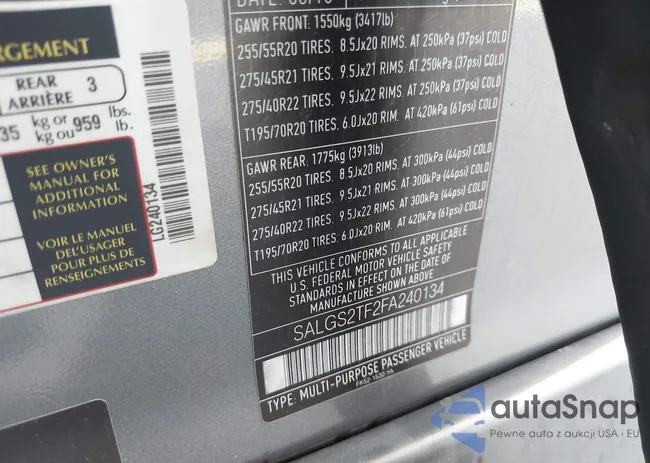 RGEMENT
REAR 3
ARRIÈRE
35 kg or 959 lbs.
kg ou lb.
SEE OWNER'S
MANUAL FOR
ADDITIONAL
INFORMATION
VOIR LE MANUEL
DEL'USAGER
POUR PLUS DE
RENSEIGNEMENTS
LG240134
DATE:
GAWR FRONT: 1550kg (3417lb)
255/55R20 TIRES. 8.5Jx20 RIMS. AT 250kPa (37psi) COLD
275/45R21 TIRES. 9.5Jx21 RIMS. AT 250kPa (37psi) COLD
275/40R22 TIRES. 9.5Jx22 RIMS. AT 250kPa (37psi) COLD
T195/70R20 TIRES. 6.0Jx20 RIMS. AT 420kPa (61psi) COLD
GAWR REAR: 1775kg (3913lb)
255/55R20 TIRES. 8.5Jx20 RIMS. AT 300kPa (44psi) COLD
275/45R21 TIRES. 9.5Jx21 RIMS. AT 300kPa (44psi) COLD
275/40R22 TIRES. 9.5Jx22 RIMS. AT 300kPa (44psi) COLD
T195/70R20 TIRES. 6.0Jx20 RIMS. AT 420kPa (61psi) COLD
THIS VEHICLE CONFORMS TO ALL APPLICABLE
U.S. FEDERAL MOTOR VEHICLE SAFETY
STANDARDS IN EFFECT ON THE DATE OF
MANUFACTURE SHOWN ABOVE.
SALGS2TF2FA240134
TYPE: MULTI-PURPOSE PASSENGER VEHICLE
autaSnap
Pewne auta z aukcji USA i EU